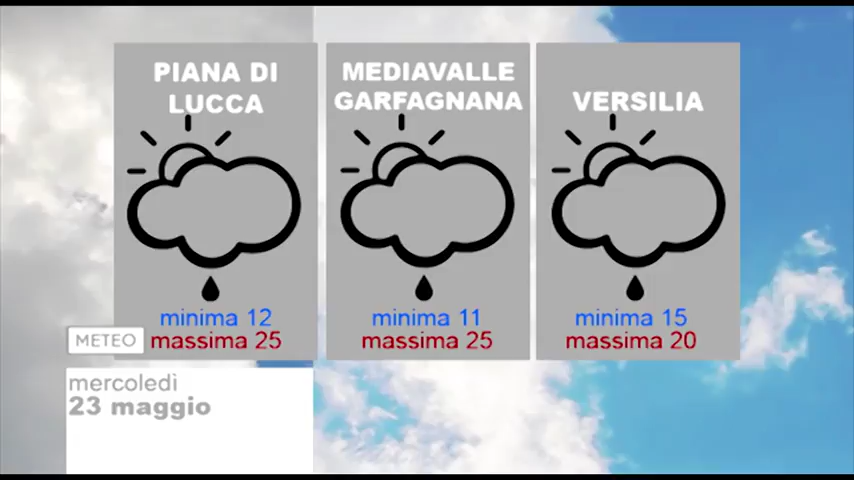 PIANA DI
LUCCA
minima 12
massima 25
MEDIAVALLE
GARFAGNANA
minima 11
massima 25
VERSILIA
minima 15
massima 20
METEO
mercoledì
23 maggio